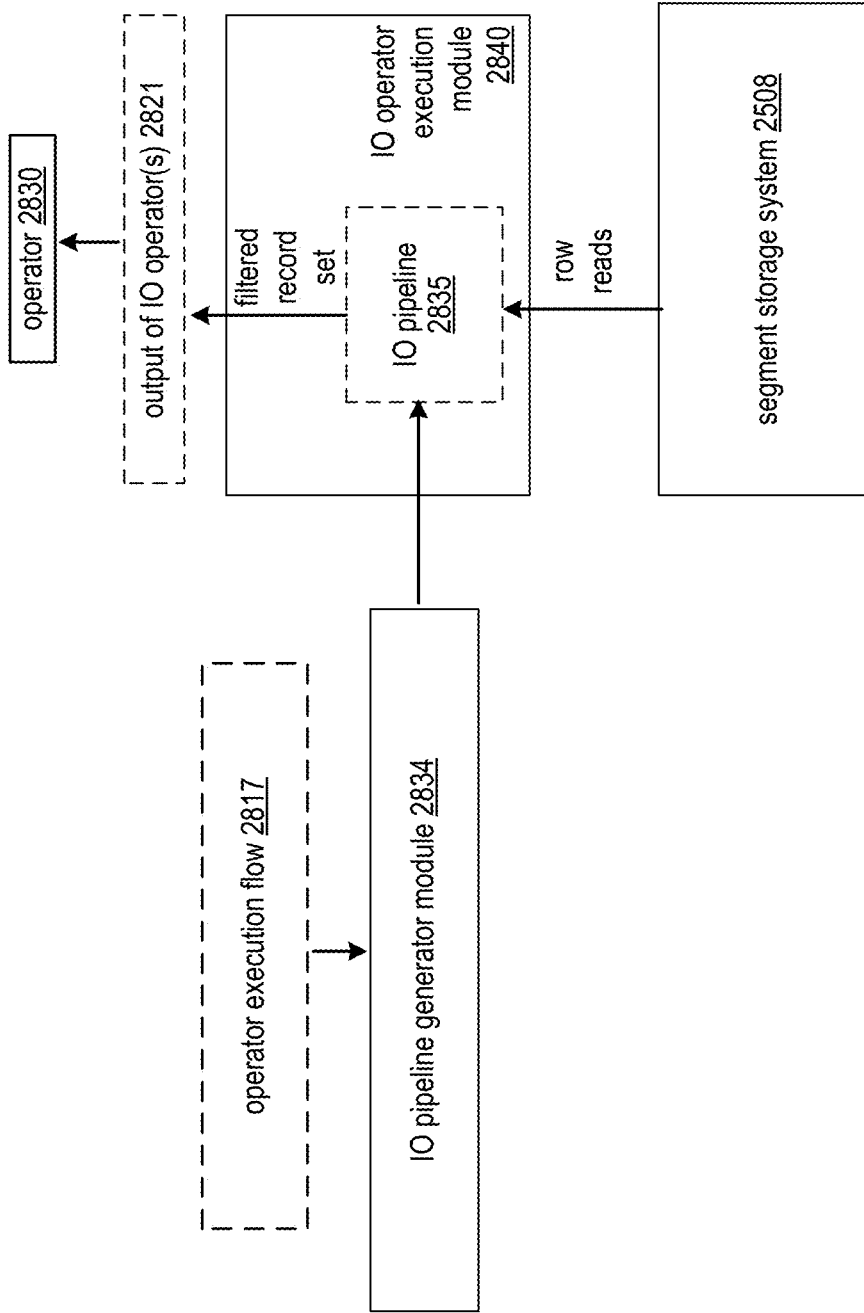 operator 2830
output of IO operator(s) 2821
operator execution flow 2817
IO pipeline generator module 2834
filtered
record
set
IO pipeline
2835
IO operator
execution
module
2840
row
reads
segment storage system 2508